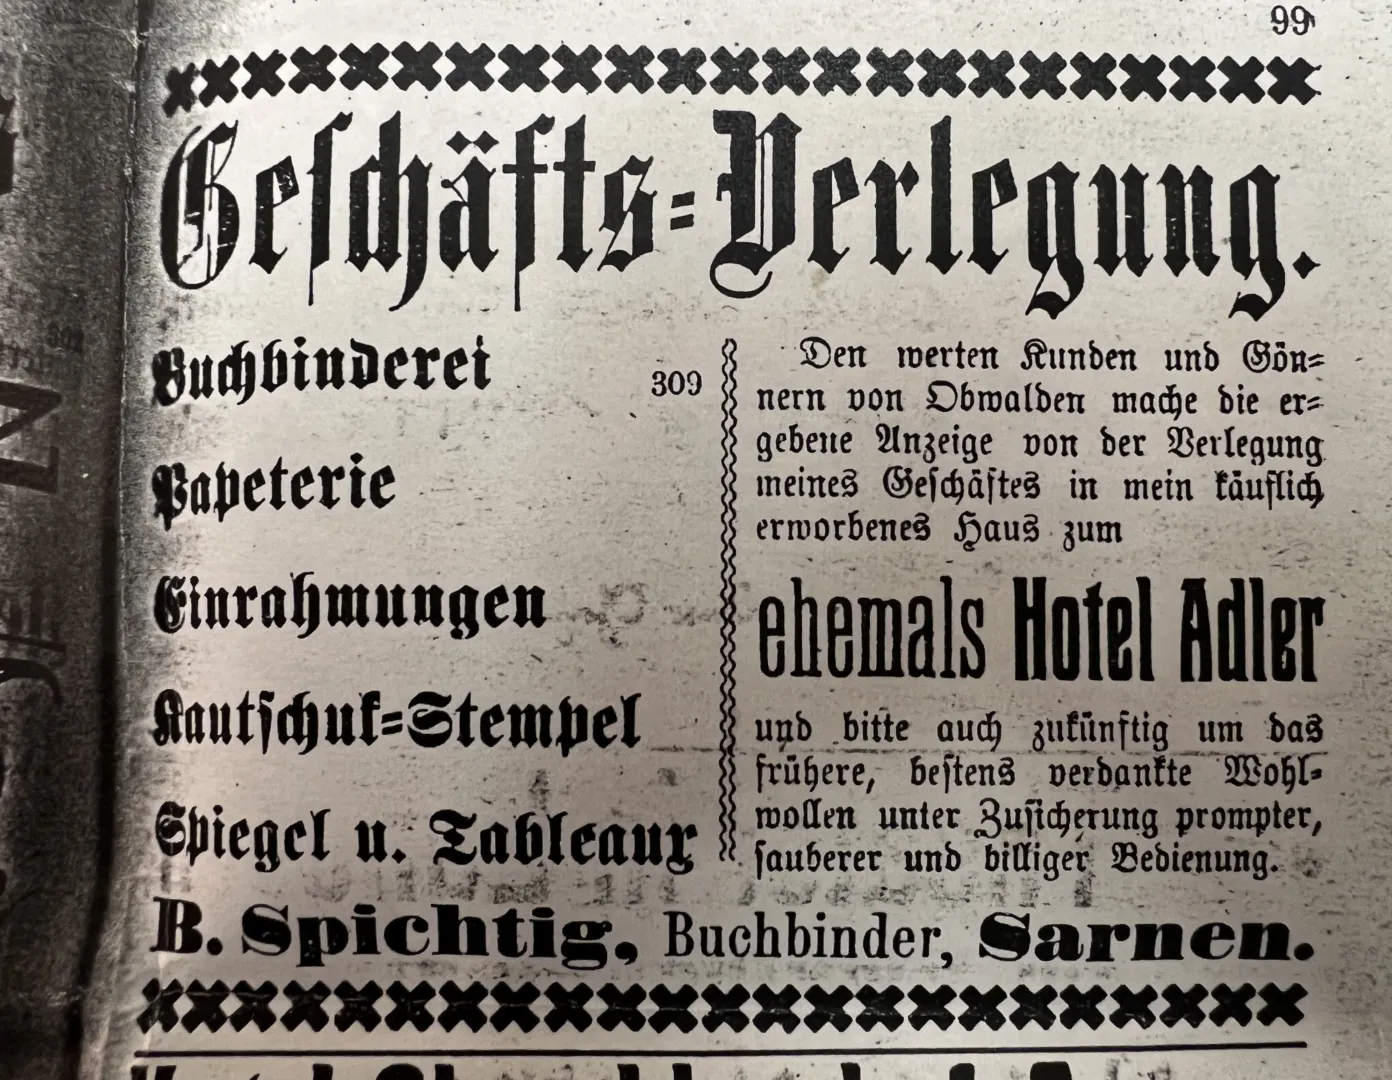 99
Geschäfts-Verlegung.
Buchbinderei
309
Papeterie
Einrahmungen
Kautschuk-Stempel
Spiegel u. Tableaux
Den werten Kunden und Gön-
nern von Obwalden mache die er-
gebene Anzeige von der Verlegung
meines Geschäftes in mein käuflich
erworbenes Haus zum
ehemals Hotel Adler
und bitte auch zukünftig um das
frühere, bestens verdankte Wohl-
wollen unter Zusicherung prompter,
sauberer und billiger Bedienung.
B. Spichtig, Buchbinder, Sarnen.